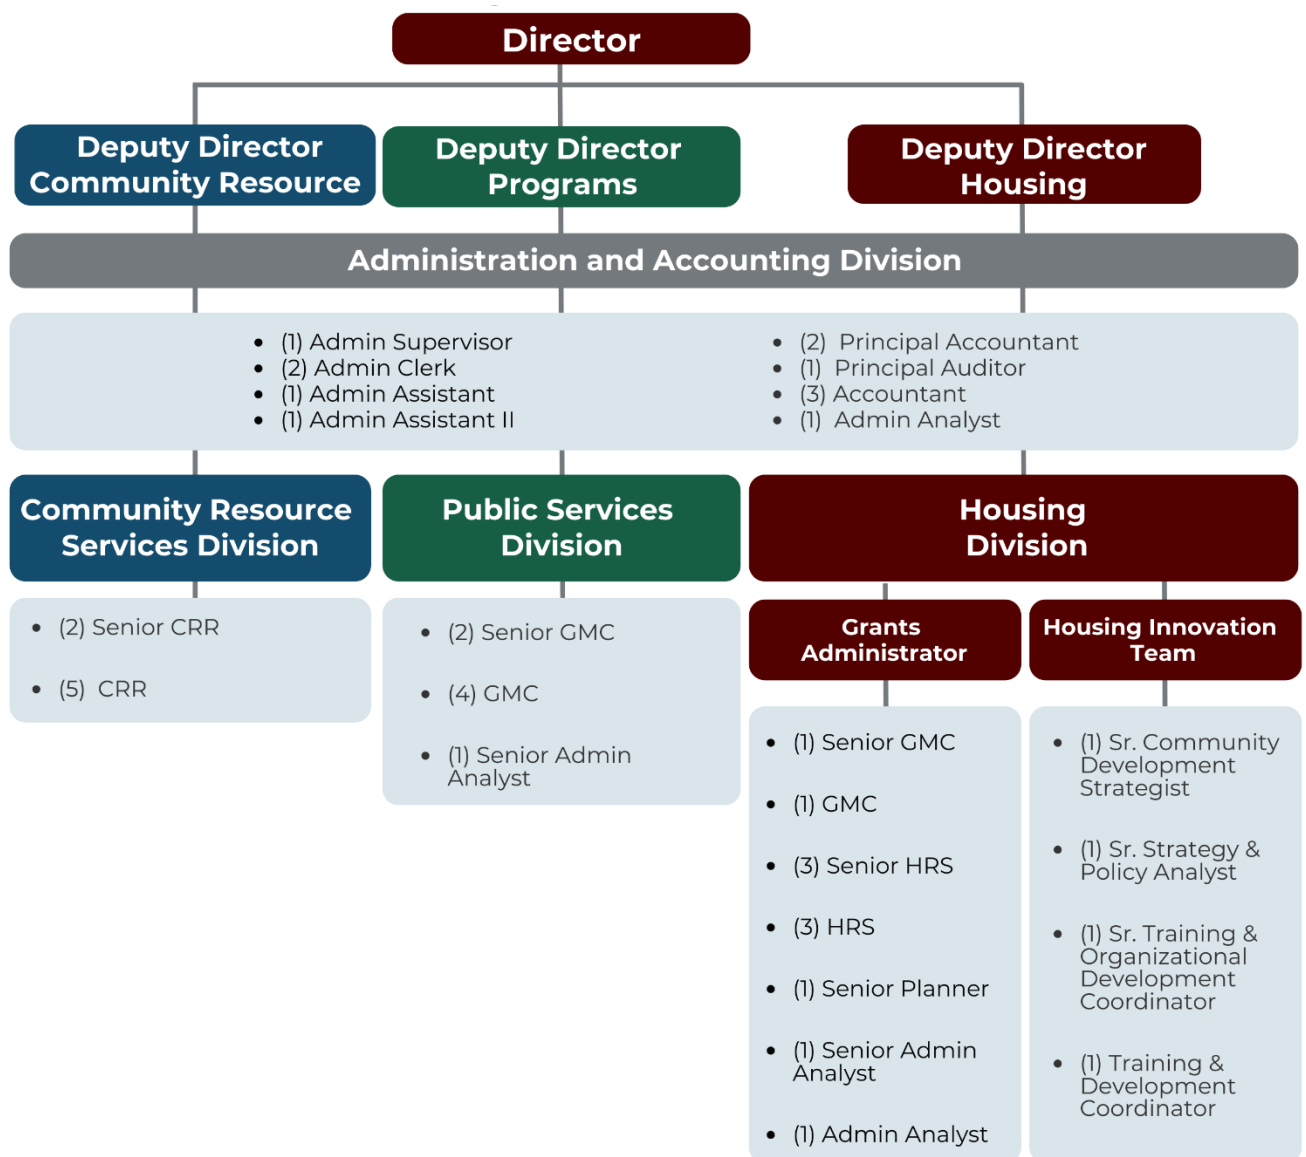 Director
Deputy Director
Community Resource
Deputy Director
Programs
Deputy Director
Housing
Administration and Accounting Division
• (1) Admin Supervisor
• (2) Admin Clerk
• (1) Admin Assistant
• (1) Admin Assistant II
• (2) Principal Accountant
• (1) Principal Auditor
• (3) Accountant
• (1) Admin Analyst
Community Resource
Services Division
• (2) Senior CRR
• (5) CRR
Public Services
Division
• (2) Senior GMC
• (4) GMC
• (1) Senior Admin
Analyst
Housing
Division
Grants
Administrator
• (1) Senior GMC
• (1) GMC
• (3) Senior HRS
• (3) HRS
• (1) Senior Planner
• (1) Senior Admin
Analyst
• (1) Admin Analyst
Housing Innovation
Team
• (1) Sr. Community
Development
Strategist
• (1) Sr. Strategy &
Policy Analyst
• (1) Sr. Training &
Organizational
Development
Coordinator
• (1) Training &
Development
Coordinator